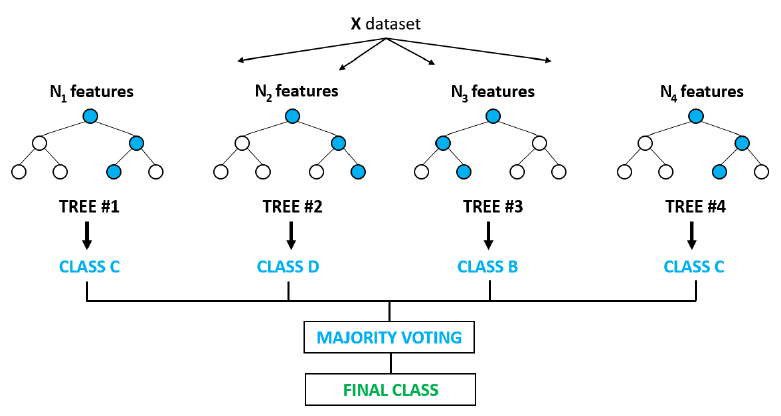 X dataset
N1 features
N2 features
N3 features
N4 features
TREE #1
TREE #2
TREE #3
TREE #4
CLASS C
CLASS D
CLASS B
CLASS C
MAJORITY VOTING
FINAL CLASS